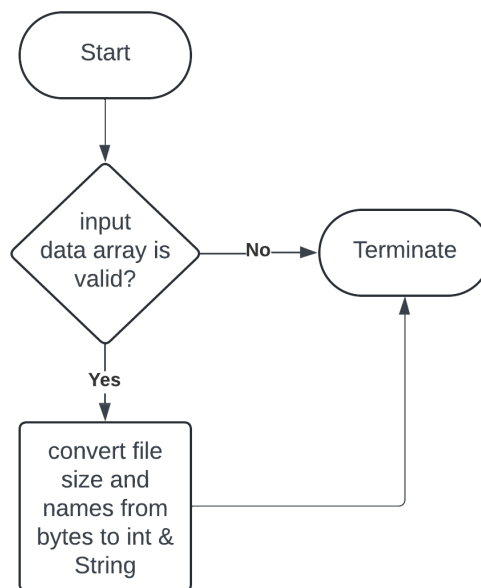 Start
input
data array is
valid?
No
Terminate
Yes
convert file
size and
names from
bytes to int &
String